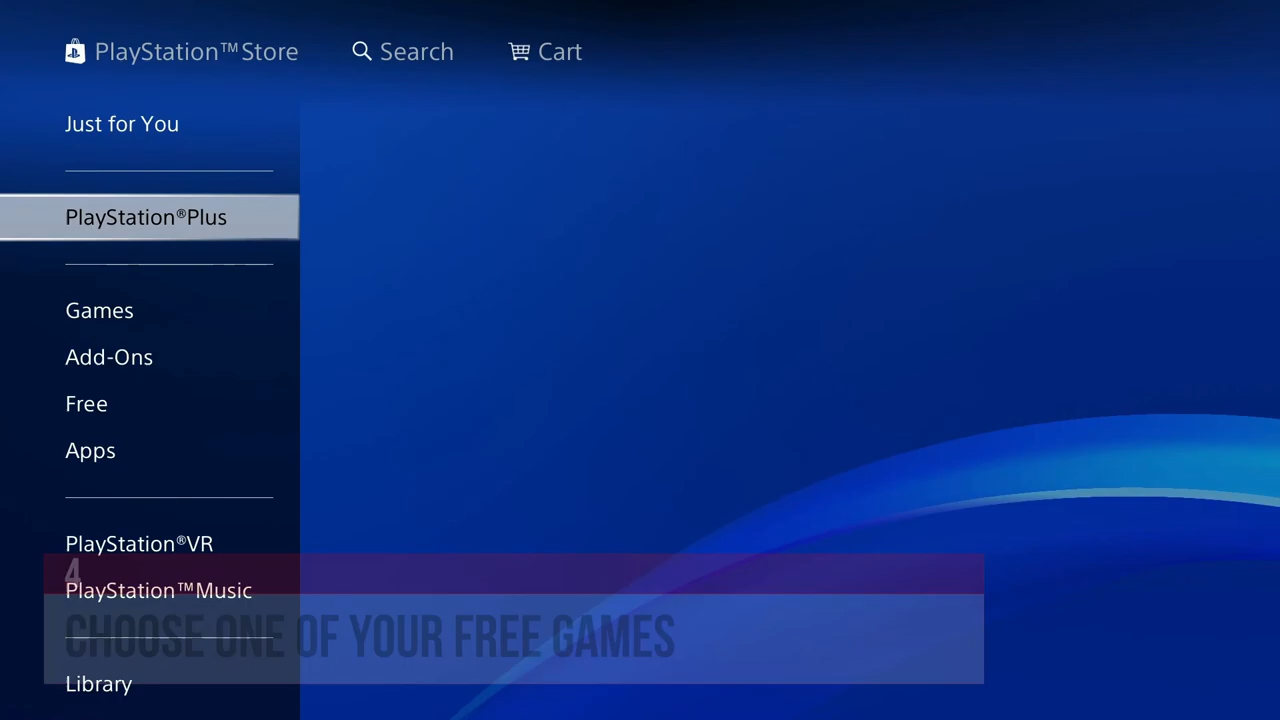 PlayStation™Store Search Cart
Just for You
PlayStation®Plus
Games
Add-Ons
Free
Apps
PlayStation®VR
4
PlayStation™Music
CHOOSE ONE OF YOUR FREE GAMES
Library